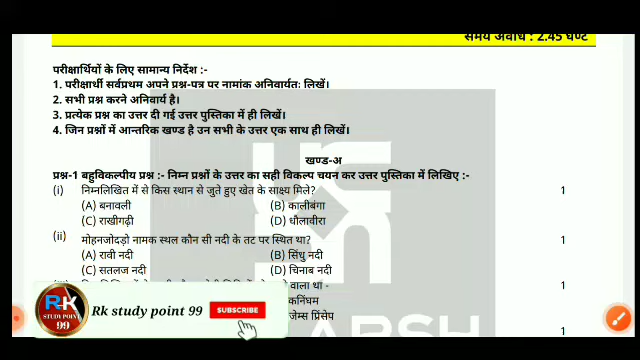 समय अवधि : 2.45 घण्टे
परीक्षार्थियों के लिए सामान्य निर्देश :-
1. परीक्षार्थी सर्वप्रथम अपने प्रश्न-पत्र पर नामांक अनिवार्यतः लिखें।
2. सभी प्रश्न करने अनिवार्य है।
3. प्रत्येक प्रश्न का उत्तर दी गई उत्तर पुस्तिका में ही लिखें।
4. जिन प्रश्नों में आन्तरिक खण्ड है उन सभी के उत्तर एक साथ ही लिखें।
खण्ड-अ
प्रश्न-1 बहुविकल्पीय प्रश्न :- निम्न प्रश्नों के उत्तर का सही विकल्प चयन कर उत्तर पुस्तिका में लिखिए :-
(i) निम्नलिखित में से किस स्थान से जुते हुए खेत के साक्ष्य मिले? 1
(A) बनावली (B) कालीबंगा
(C) राखीगढ़ी (D) धौलावीरा
(ii) मोहनजोदड़ो नामक स्थल कौन सी नदी के तट पर स्थित था? 1
(A) रावी नदी (B) सिंधु नदी
(C) सतलज नदी (D) चिनाब नदी
वाला था - 1
कनिंघम
जेम्स प्रिंसेप
1
RK
STUDY POINT
99
Rk study point 99
SUBSCRIBE